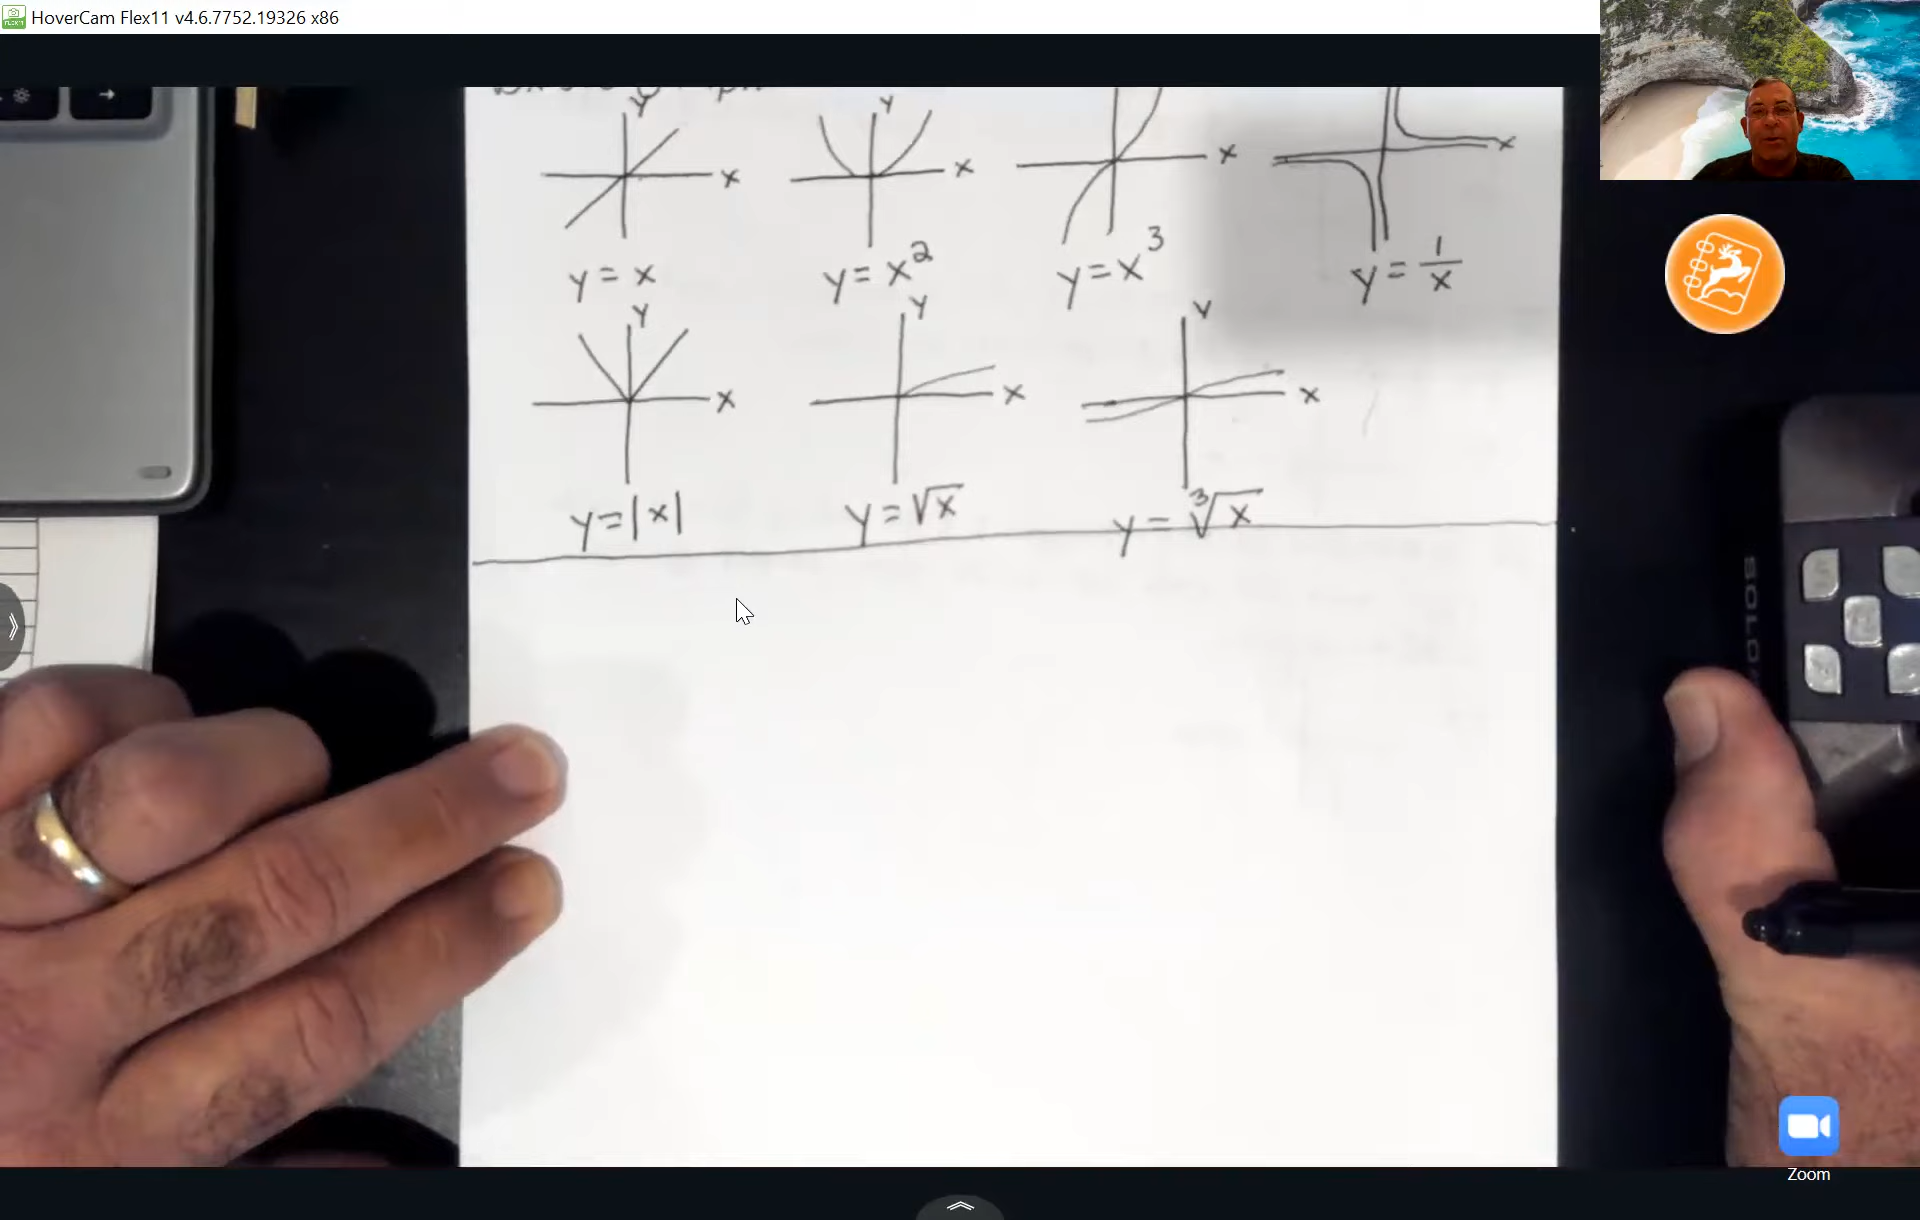 HoverCam Flex11 v4.6.7752.19326 x86
y y
x x x x
y = x y = x² y = x³ y = 1/x
y y y
x x x
y = |x| y = √x y = ∛x
Zoom